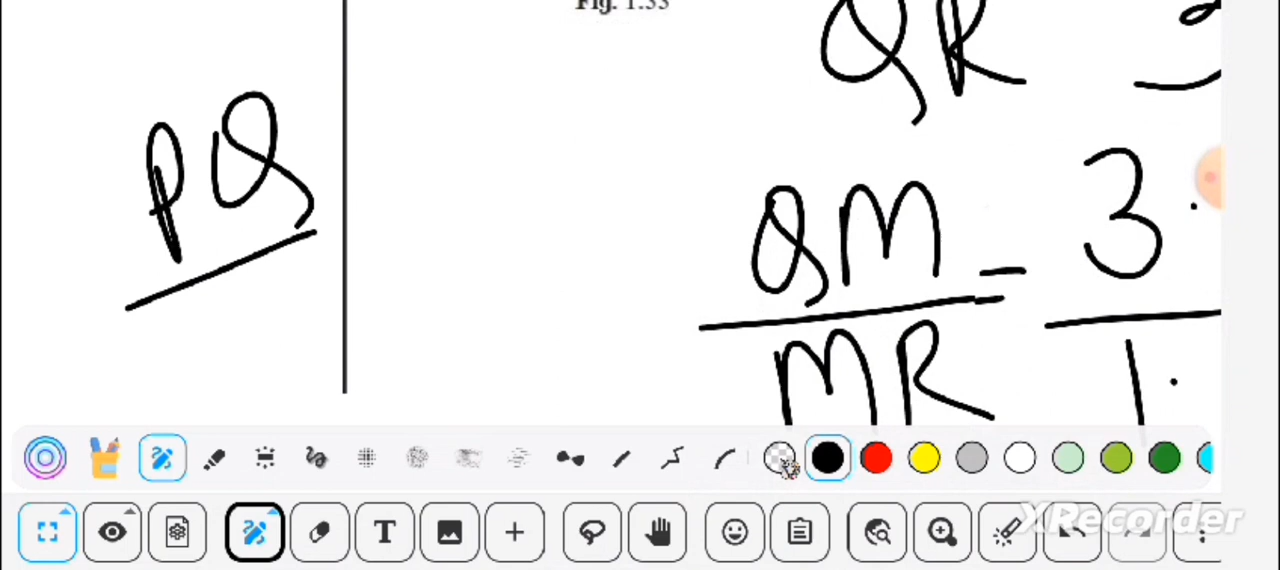 Fig. 1.33
QR
PQ
QM = 3.
MR 1.
T
XRecorder